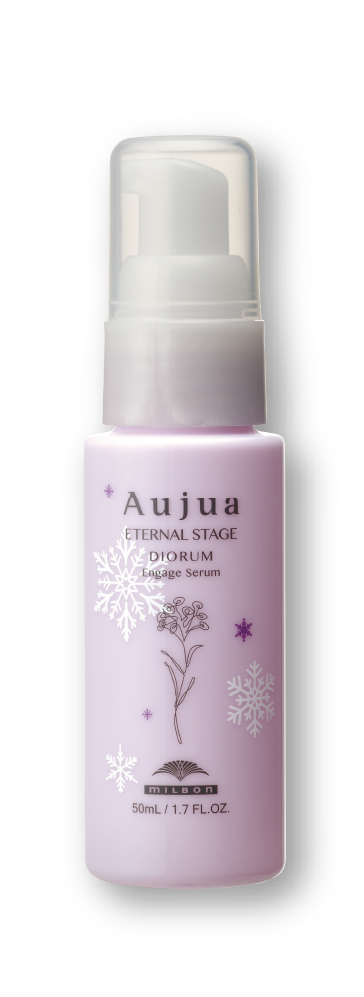 Aujua
ETERNAL STAGE
DIORUM
Engage Serum
MILBON
50mL / 1.7 FL.OZ.